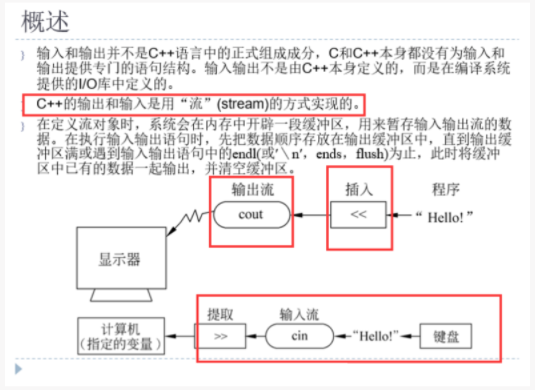 概述
输入和输出并不是C++语言中的正式组成成分，C和C++本身都没有为输入和
输出提供专门的语句结构。输入输出不是由C++本身定义的，而是在编译系统
提供的I/O库中定义的。
C++的输出和输入是用“流”(stream)的方式实现的。
在定义流对象时，系统会在内存中开辟一段缓冲区，用来暂存输入输出流的数
据。在执行输入输出语句时，先把数据顺序存放在输出缓冲区中，直到输出缓
冲区满或遇到输入输出语句中的endl(或'\n'，ends，flush)为止，此时将缓冲
区中已有的数据一起输出，并清空缓冲区。
输出流 插入 程序
cout << “Hello!”
显示器
提取 输入流
计算机
(指定的变量) >> cin “Hello!” 键盘